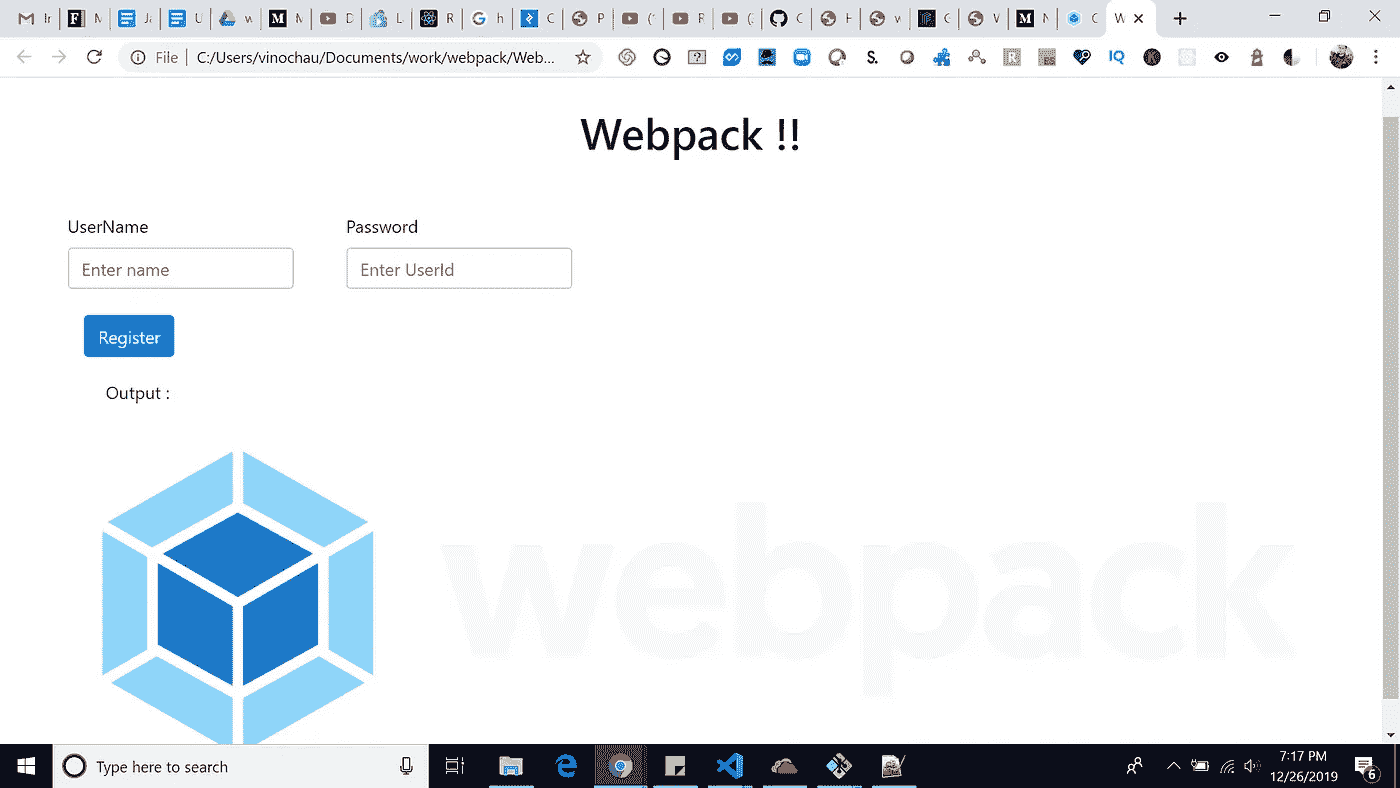 File
C:/Users/vinochau/Documents/work/webpack/Web...
S.
IQ
Webpack !!
UserName
Password
Enter name
Enter UserId
Register
Output :
webpack
Type here to search
7:17 PM
12/26/2019
6